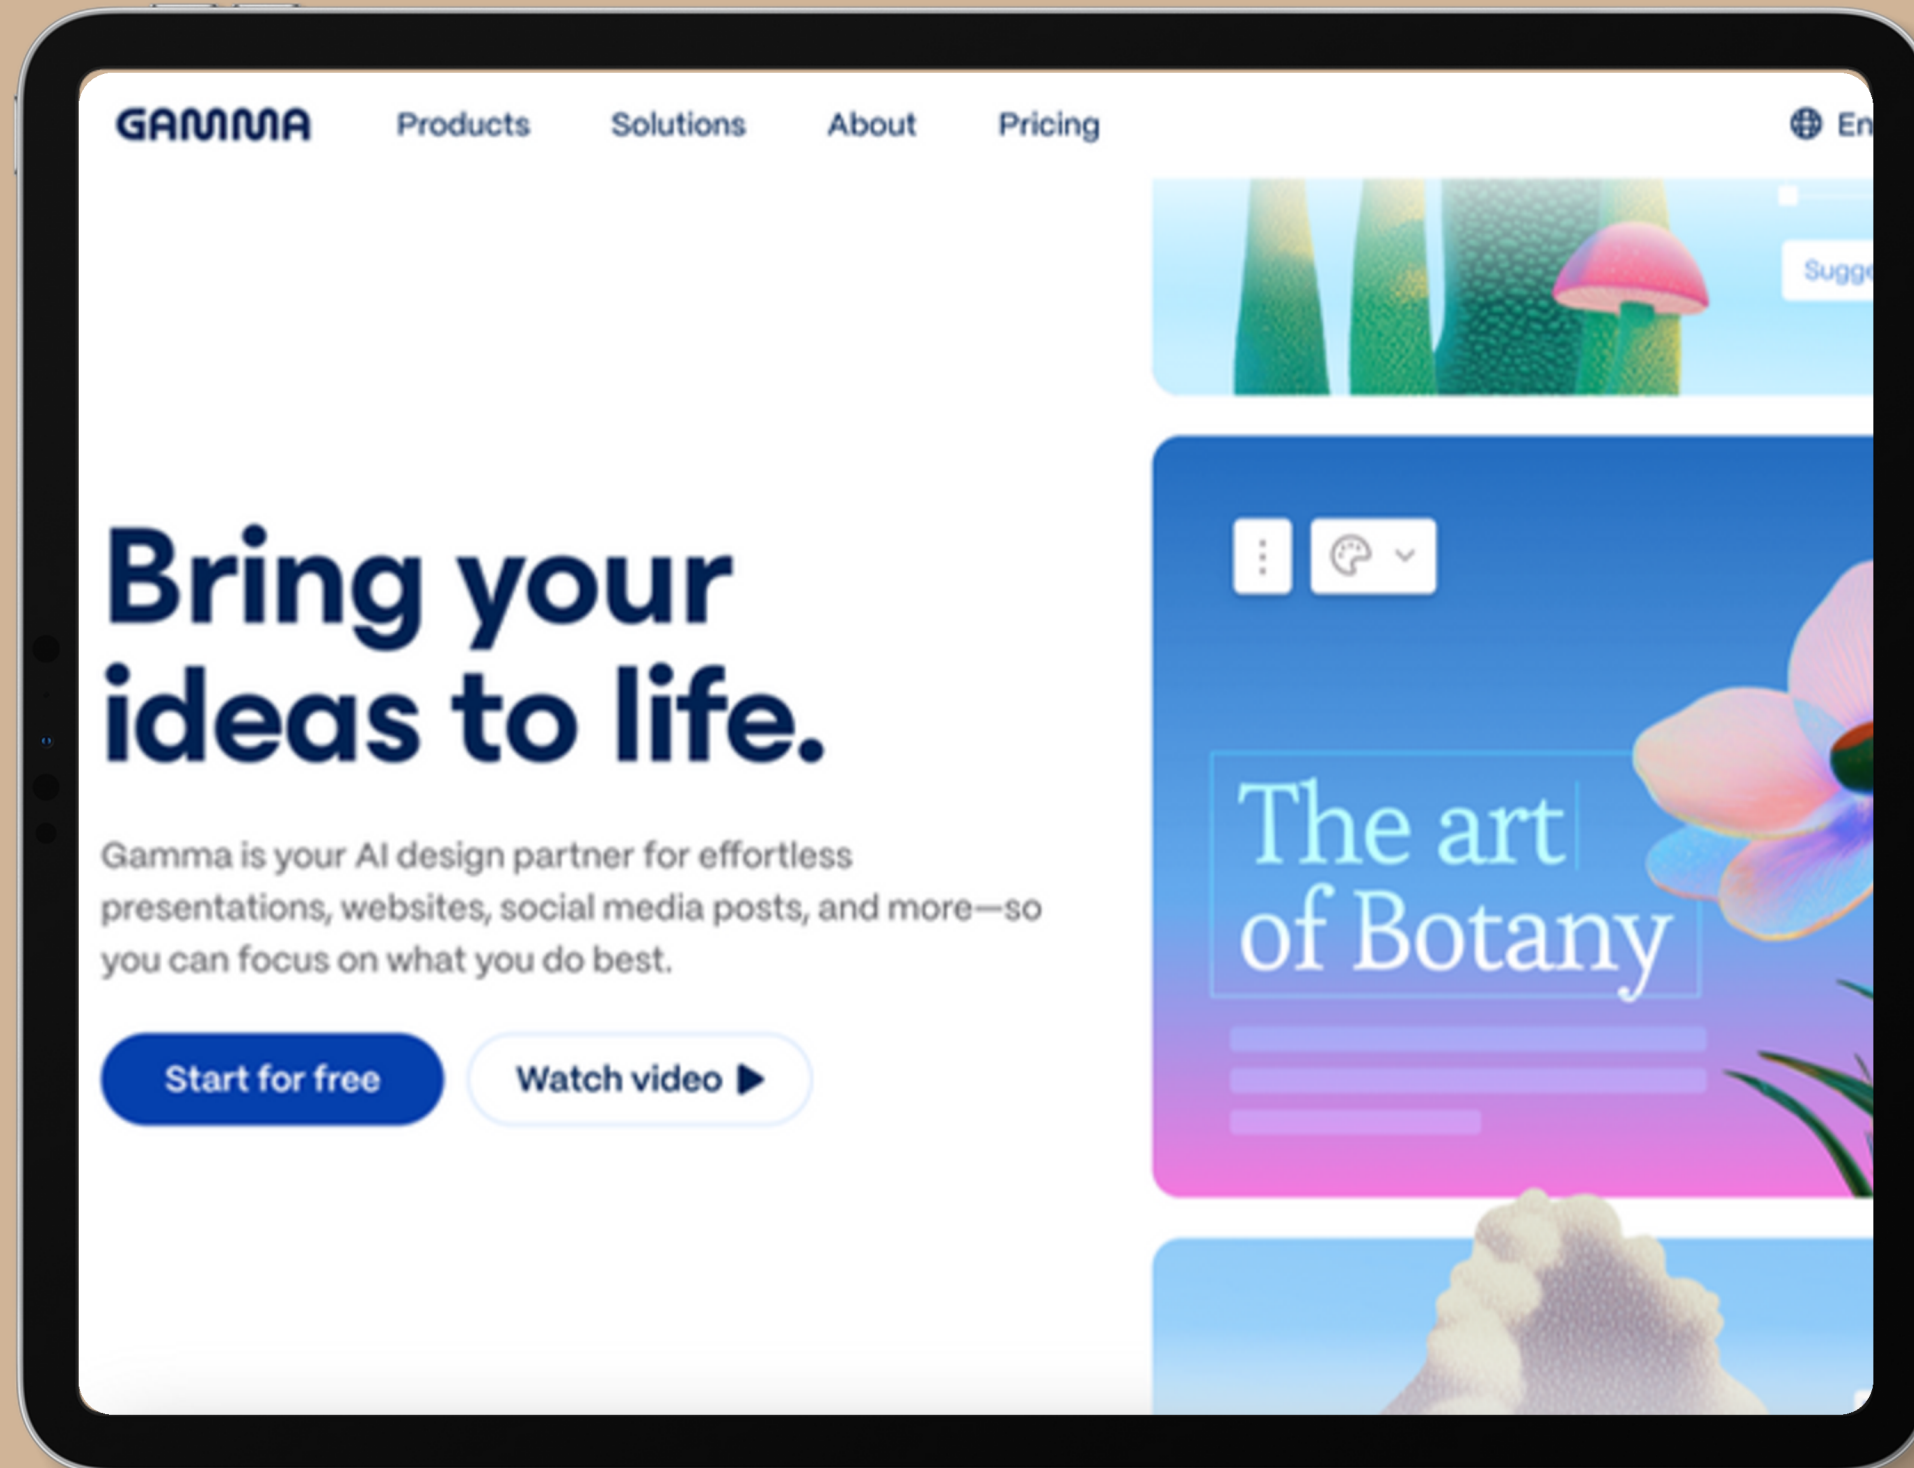 GAMMA Products Solutions About Pricing En
Sugge
Bring your
ideas to life.
Gamma is your AI design partner for effortless
presentations, websites, social media posts, and more—so
you can focus on what you do best.
Start for free Watch video
The art
of Botany